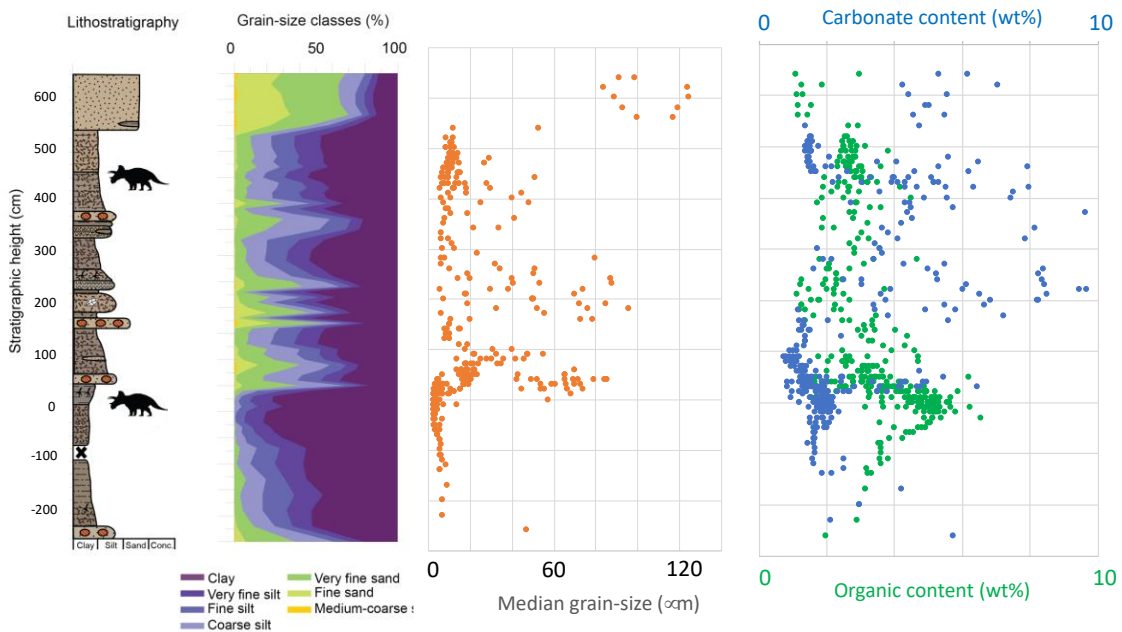 Lithostratigraphy
Grain-size classes (%)
0 50 100
0 Carbonate content (wt%) 10
Stratigraphic height (cm)
600
500
400
300
200
100
0
-100
-200
Clay Silt Sand Conc.
Clay
Very fine silt
Fine silt
Coarse silt
Very fine sand
Fine sand
Medium-coarse s
0 60 120
Median grain-size (∝m)
0 10
Organic content (wt%)